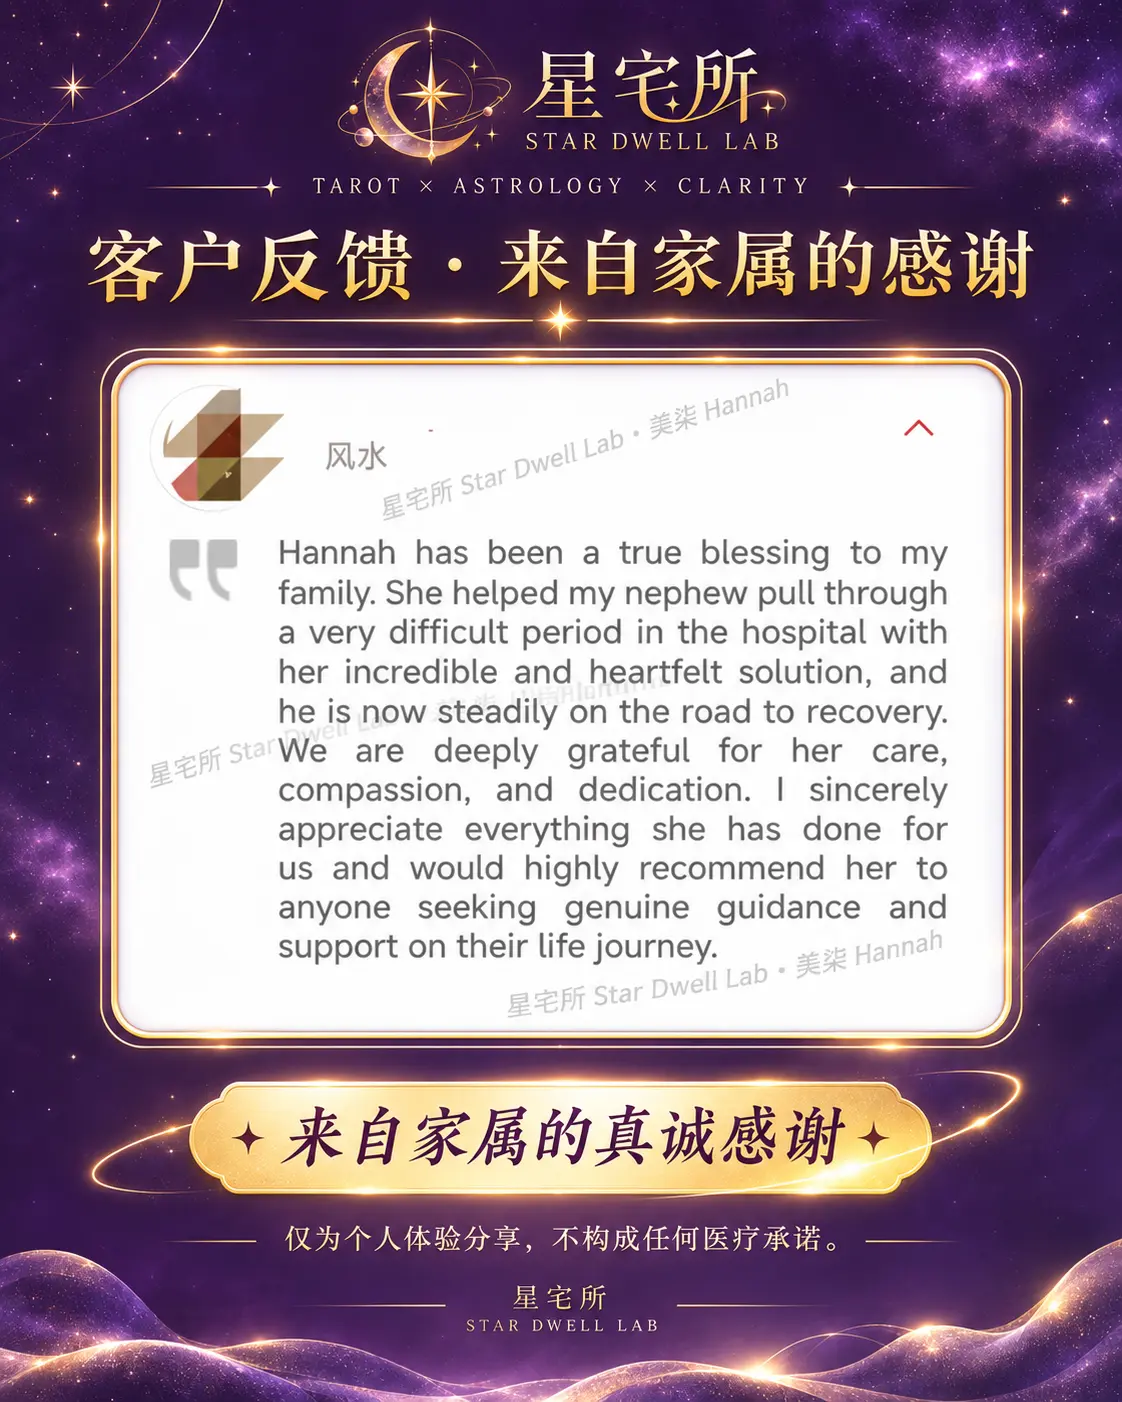 星宅所
STAR DWELL LAB
TAROT × ASTROLOGY × CLARITY
客户反馈·来自家属的感谢
风水
星宅所 Star Dwell Lab • 美柒 Hannah
Hannah has been a true blessing to my
family. She helped my nephew pull through
a very difficult period in the hospital with
her incredible and heartfelt solution, and
he is now steadily on the road to recovery.
We are deeply grateful for her care,
compassion, and dedication. I sincerely
appreciate everything she has done for
us and would highly recommend her to
anyone seeking genuine guidance and
support on their life journey.
星宅所 Star Dwell
星宅所 Star Dwell Lab • 美柒 Hannah
来自家属的真诚感谢
仅为个人体验分享，不构成任何医疗承诺。
星宅所
STAR DWELL LAB